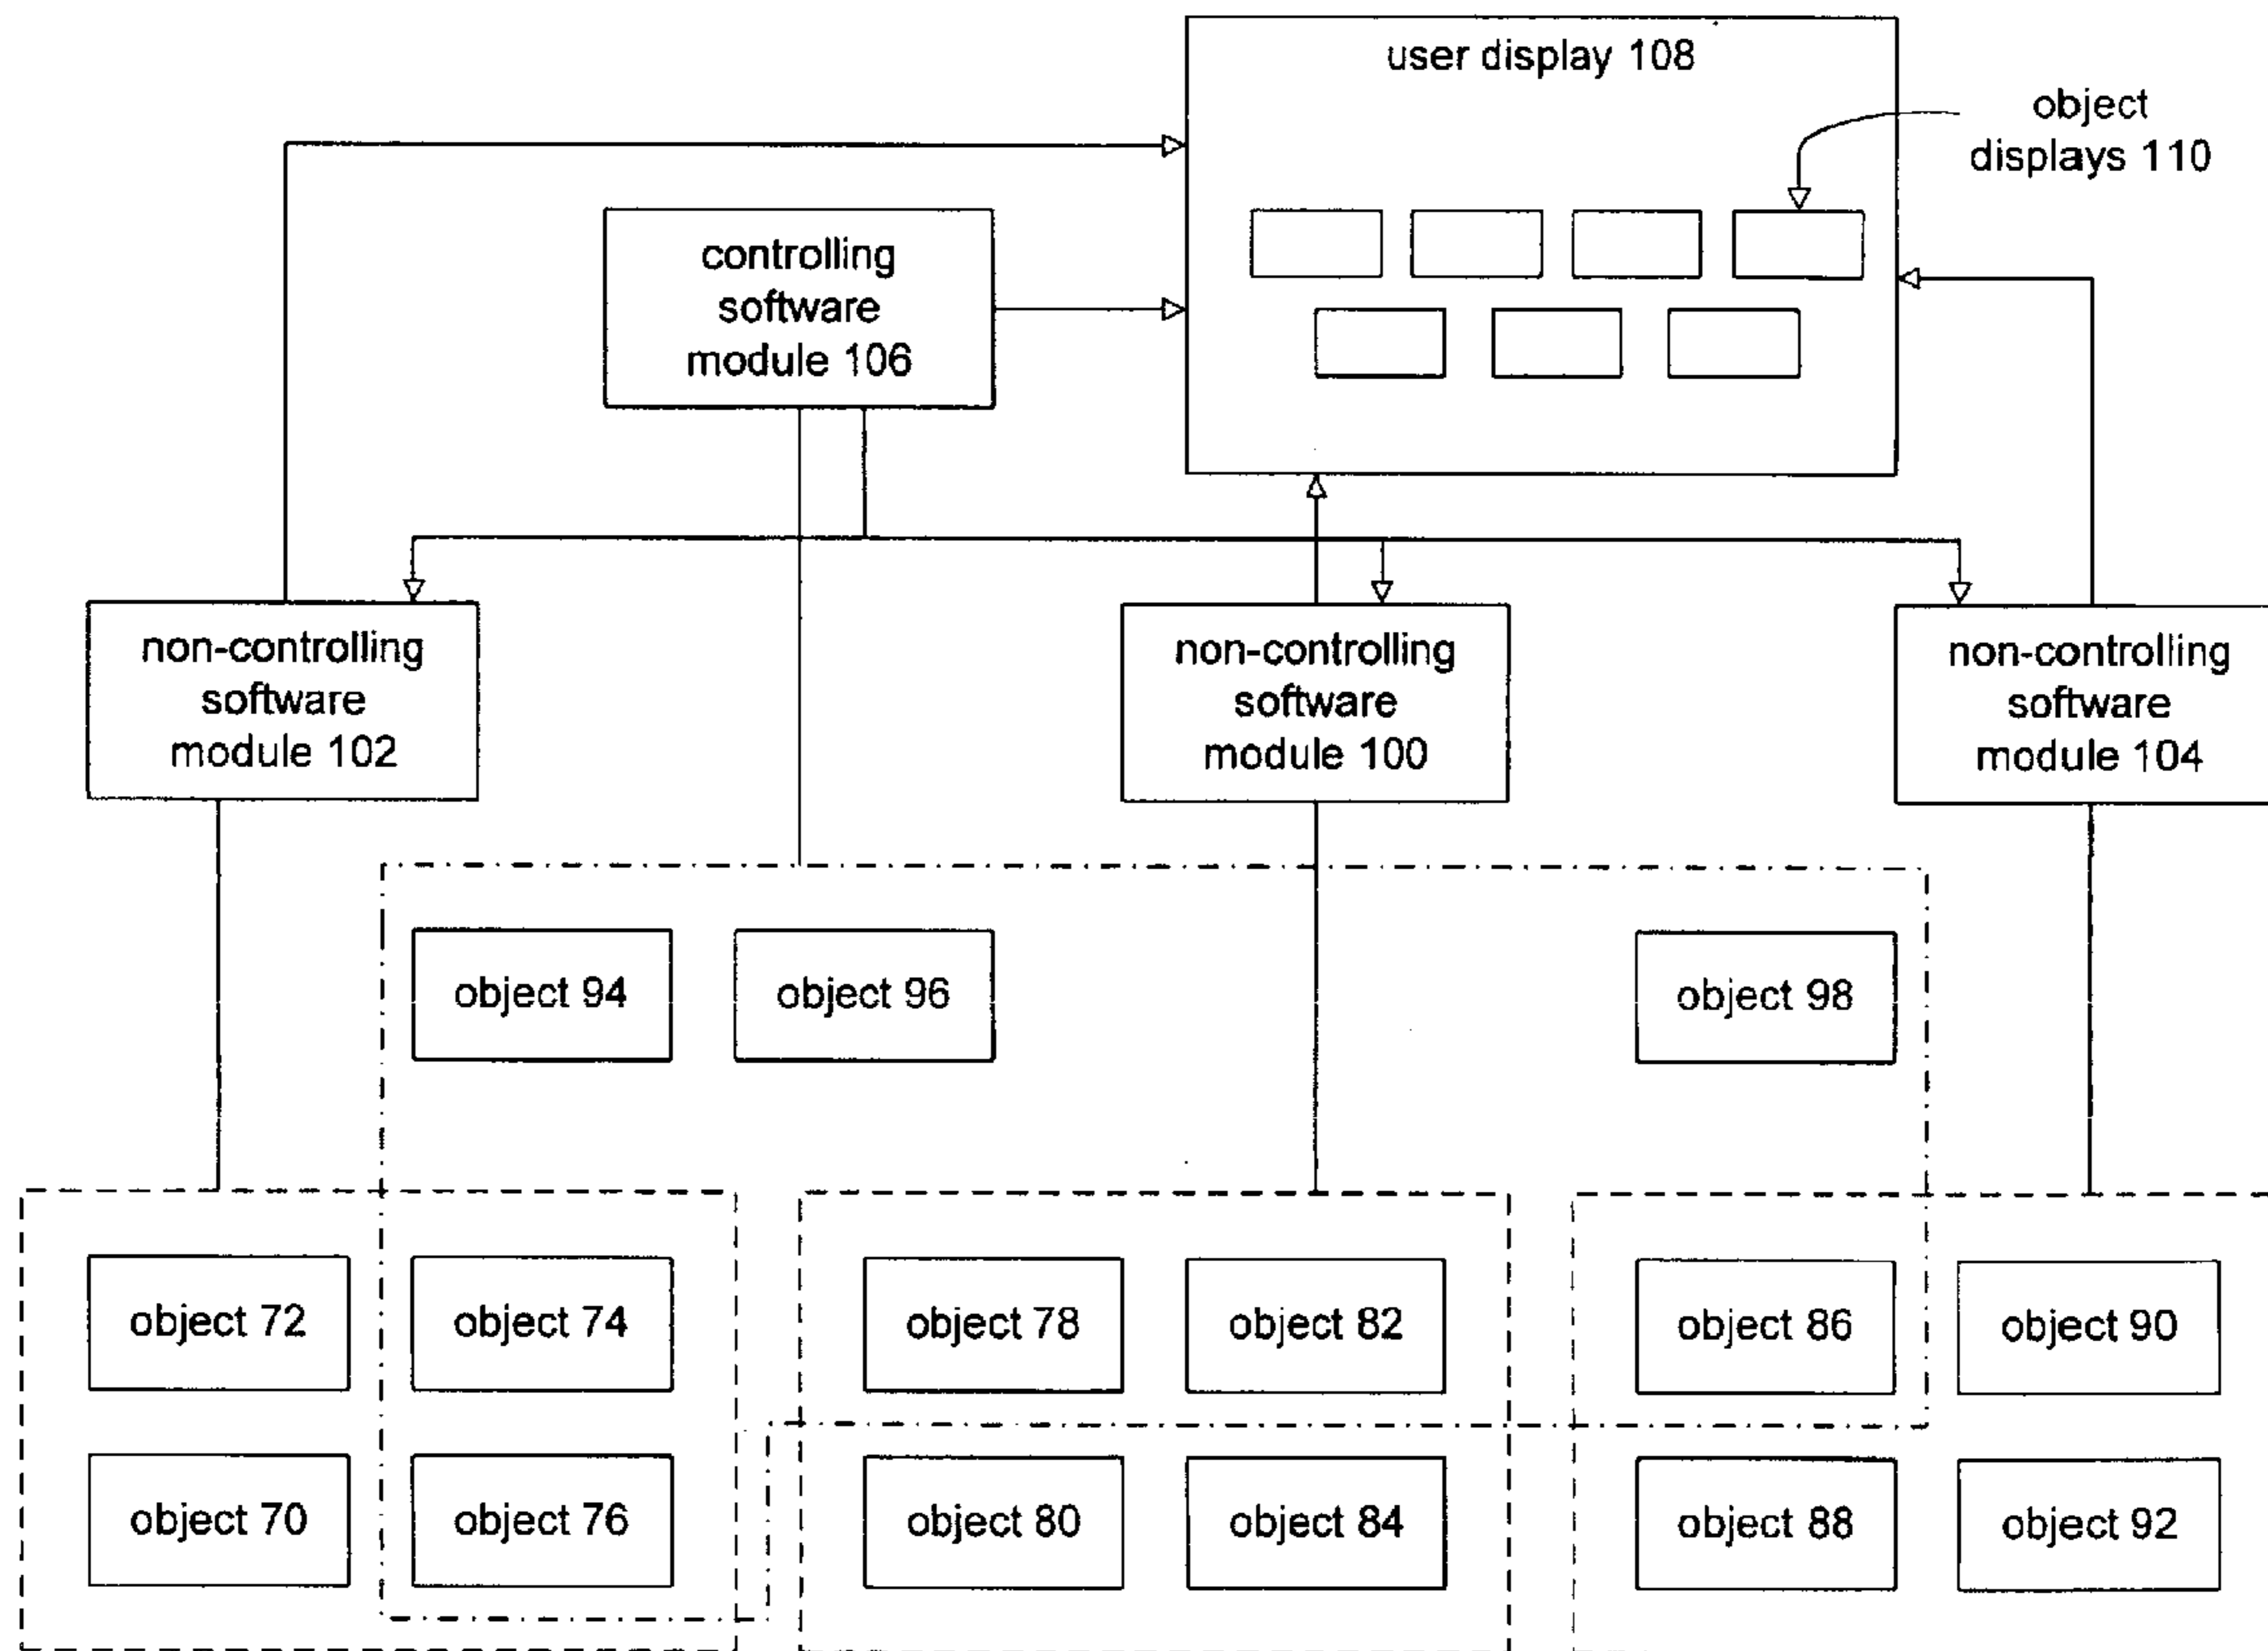 user display 108
object
displays 110
controlling
software
module 106
non-controlling
software
module 102
non-controlling
software
module 100
non-controlling
software
module 104
object 94
object 96
object 98
object 72
object 74
object 78
object 82
object 86
object 90
object 70
object 76
object 80
object 84
object 88
object 92